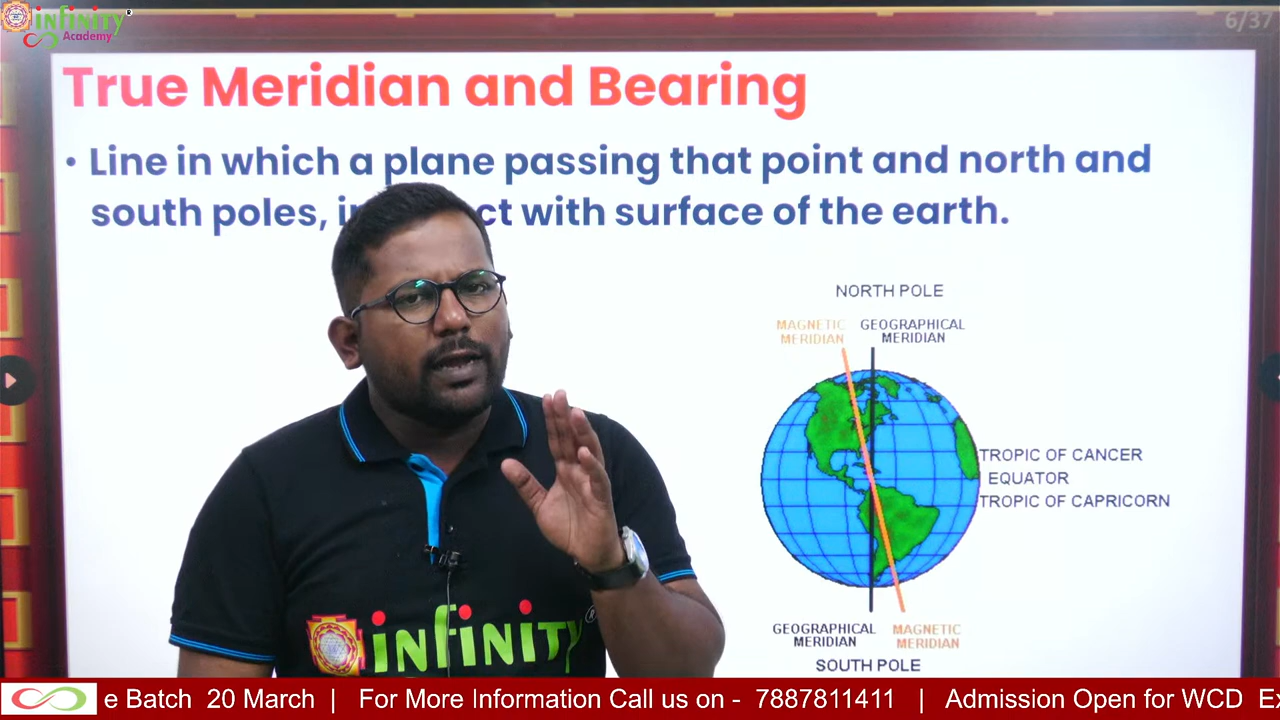 infinity®
Academy
6/37
True Meridian and Bearing
• Line in which a plane passing that point and north and
south poles, in ct with surface of the earth.
NORTH POLE
MAGNETIC
MERIDIAN
GEOGRAPHICAL
MERIDIAN
TROPIC OF CANCER
EQUATOR
TROPIC OF CAPRICORN
GEOGRAPHICAL
MERIDIAN
MAGNETIC
MERIDIAN
SOUTH POLE
infinity®
e Batch 20 March | For More Information Call us on - 7887811411 | Admission Open for WCD Ex